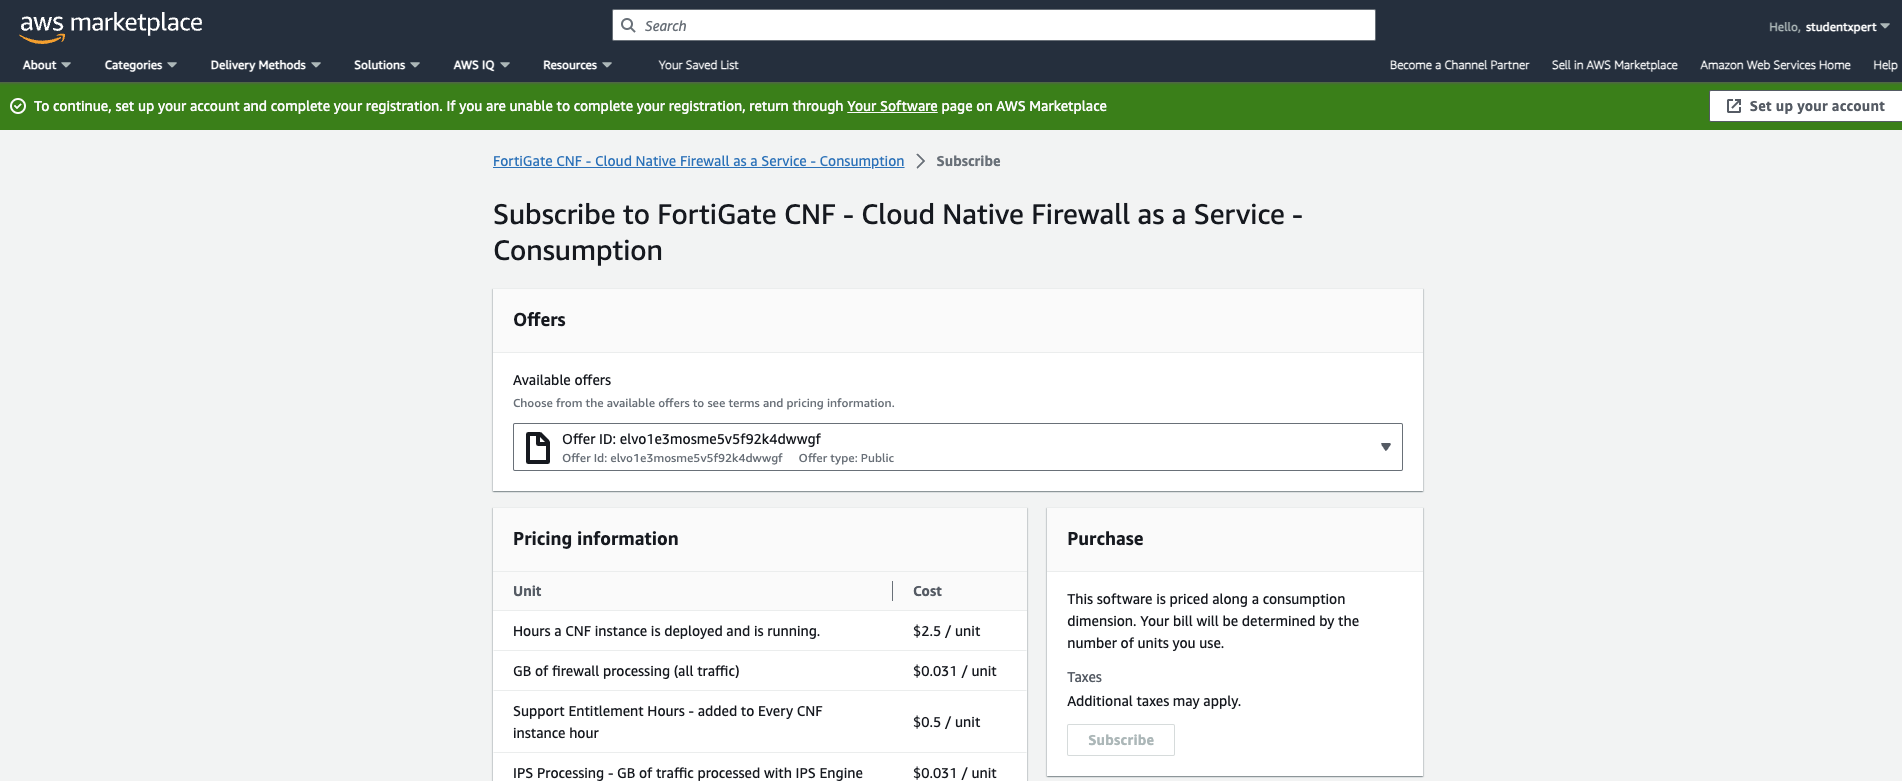 aws marketplace
Search
Hello, studentxpert
About
Categories
Delivery Methods
Solutions
AWS IQ
Resources
Your Saved List
Become a Channel Partner
Sell in AWS Marketplace
Amazon Web Services Home
Help
To continue, set up your account and complete your registration. If you are unable to complete your registration, return through Your Software page on AWS Marketplace
Set up your account
FortiGate CNF - Cloud Native Firewall as a Service - Consumption
Subscribe
Subscribe to FortiGate CNF - Cloud Native Firewall as a Service -
Consumption
Offers
Available offers
Choose from the available offers to see terms and pricing information.
Offer ID: elvo1e3mosme5v5f92k4dwwgf
Offer Id: elvo1e3mosme5v5f92k4dwwgf Offer type: Public
Pricing information
Unit Cost
Hours a CNF instance is deployed and is running. $2.5 / unit
GB of firewall processing (all traffic) $0.031 / unit
Support Entitlement Hours - added to Every CNF
instance hour
$0.5 / unit
IPS Processing - GB of traffic processed with IPS Engine $0.031 / unit
Purchase
This software is priced along a consumption
dimension. Your bill will be determined by the
number of units you use.
Taxes
Additional taxes may apply.
Subscribe